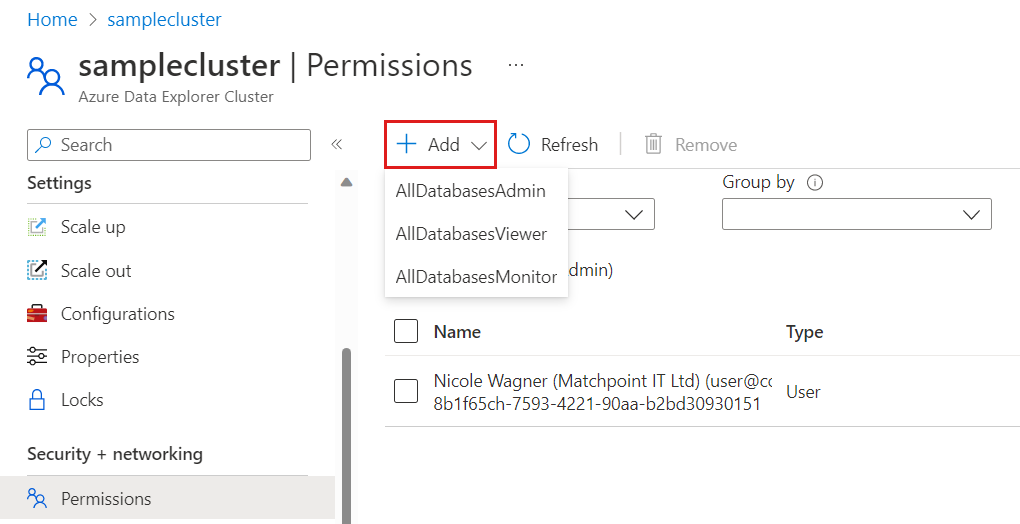 Home > samplecluster
samplecluster | Permissions ...
Azure Data Explorer Cluster
Search «
Settings
Scale up
Scale out
Configurations
Properties
Locks
Security + networking
Permissions
Add Refresh Remove
AllDatabasesAdmin
AllDatabasesViewer
AllDatabasesMonitor
Group by
dmin)
Name Type
Nicole Wagner (Matchpoint IT Ltd) (user@cc
8b1f65ch-7593-4221-90aa-b2bd30930151
User